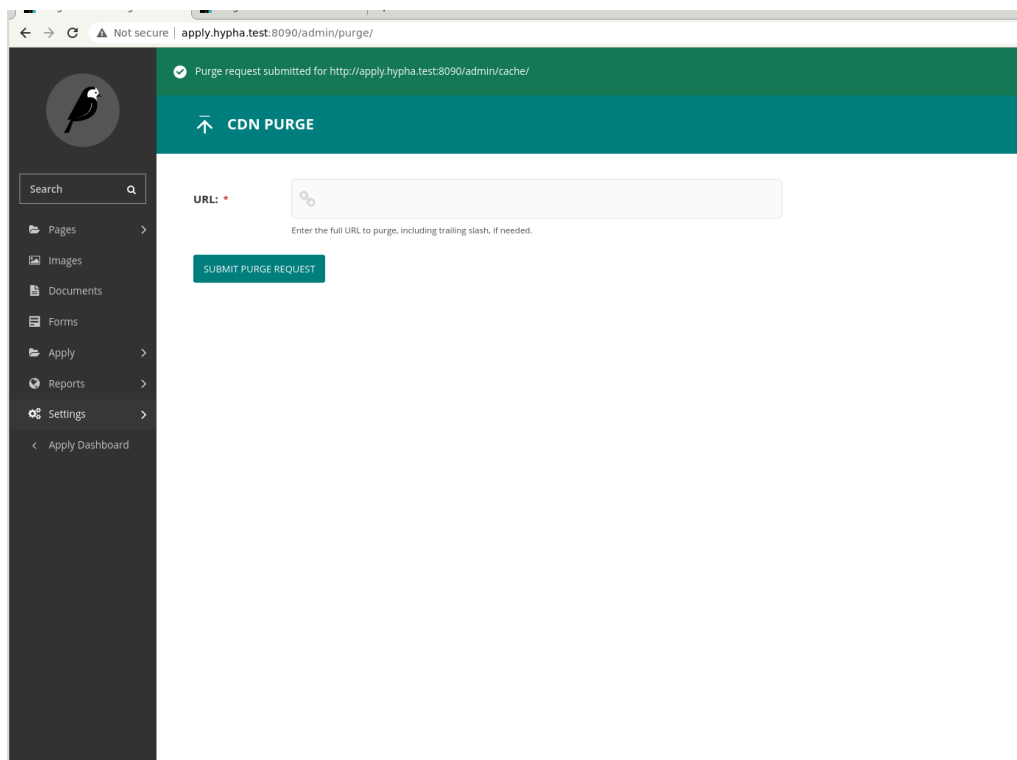 Not secure | apply.hypha.test:8090/admin/purge/
Purge request submitted for http://apply.hypha.test:8090/admin/cache/
CDN PURGE
Search
Pages
Images
Documents
Forms
Apply
Reports
Settings
Apply Dashboard
URL: *
Enter the full URL to purge, including trailing slash, if needed.
SUBMIT PURGE REQUEST